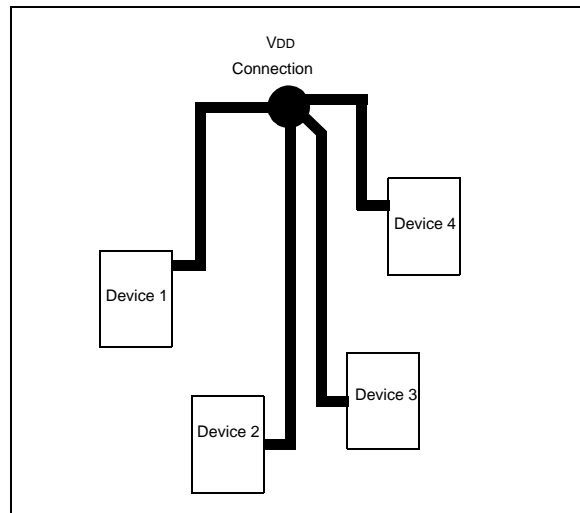 VDD
Connection
Device 4
Device 1
Device 3
Device 2